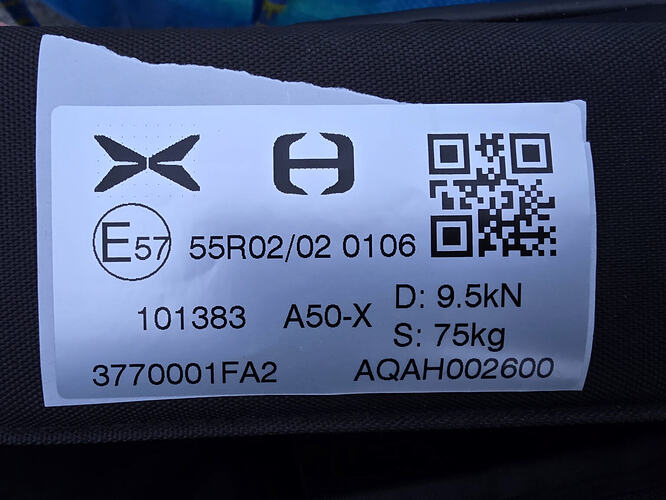 E57 55R02/02 0106
101383 A50-X D: 9.5kN
S: 75kg
3770001FA2 AQAH002600